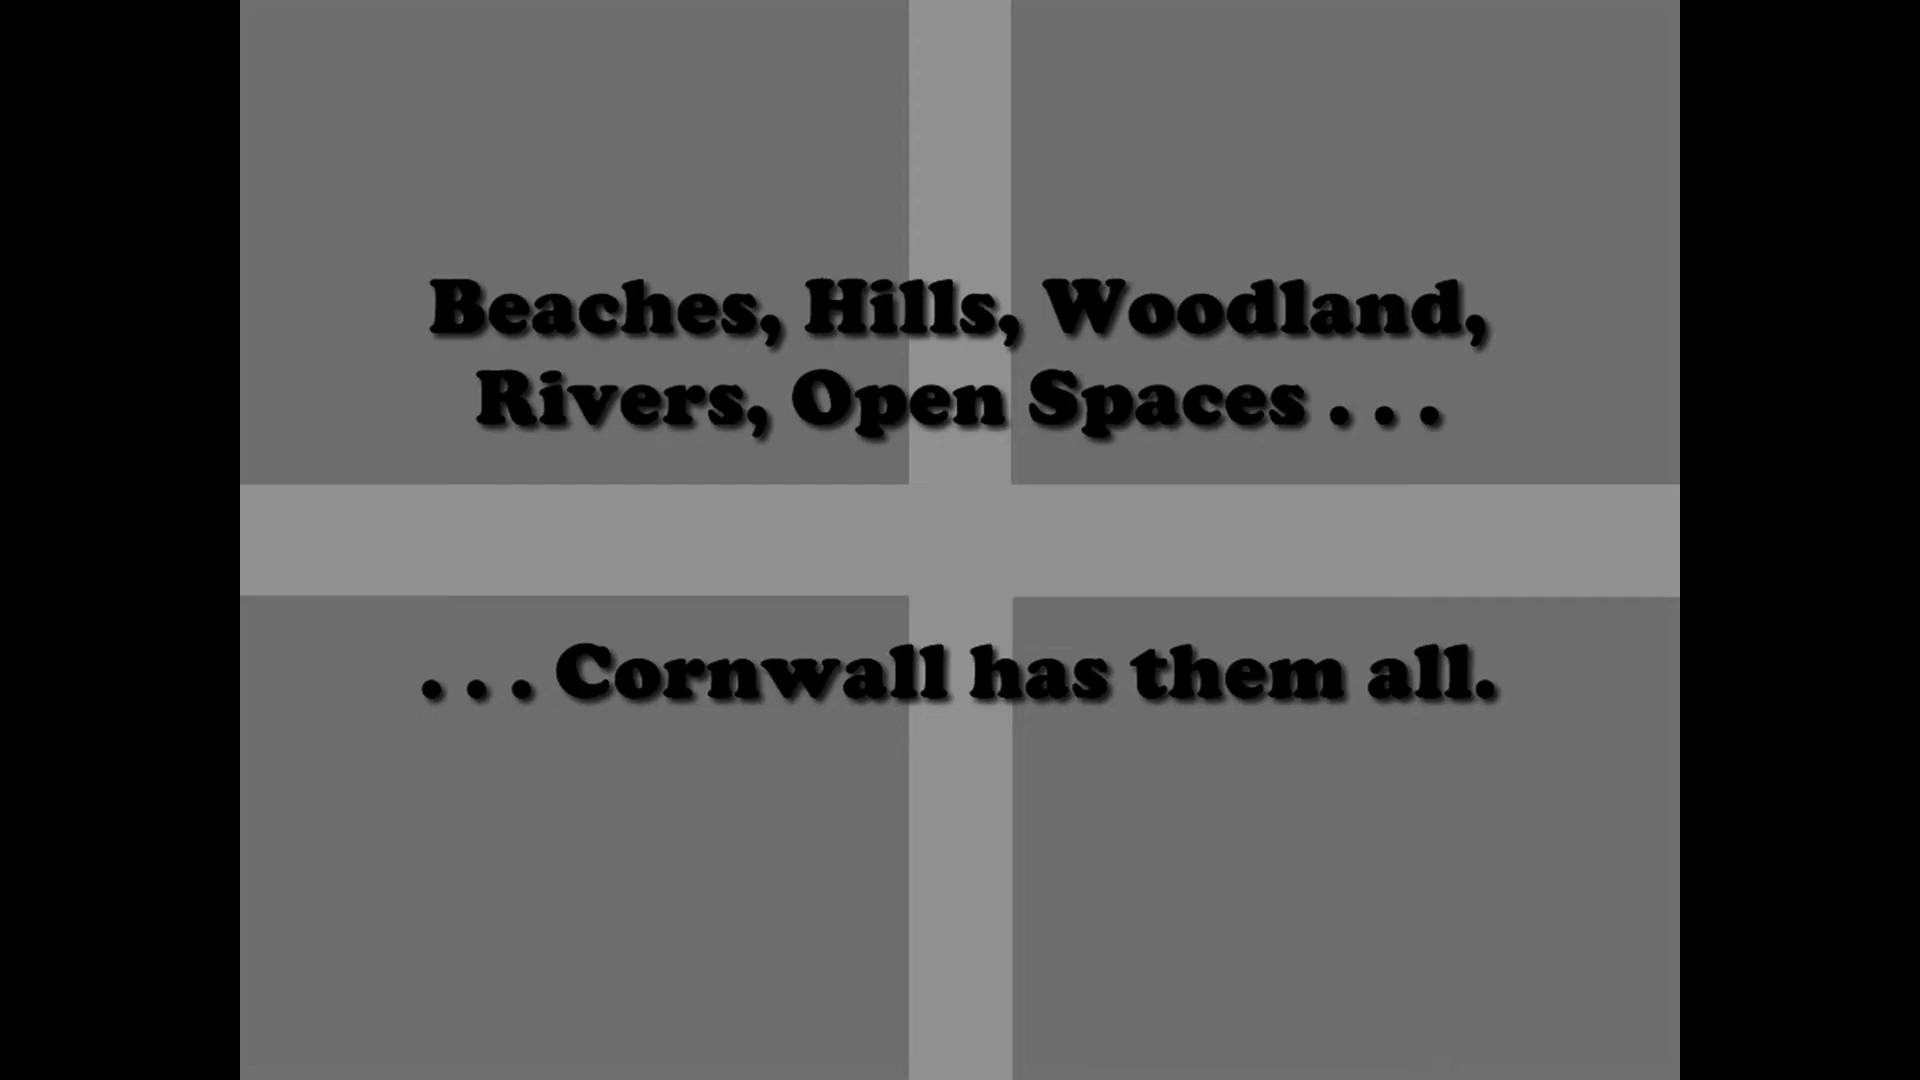 Beaches, Hills, Woodland,
Rivers, Open Spaces . . .
. . . Cornwall has them all.